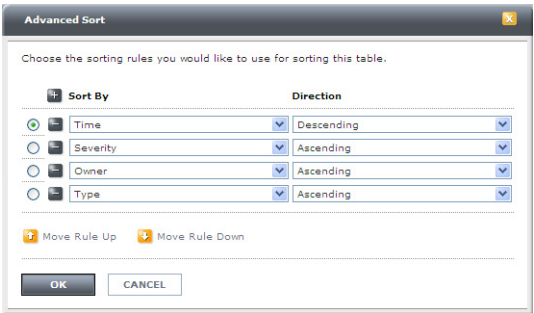 Advanced Sort
Choose the sorting rules you would like to use for sorting this table.
Sort By Direction
Time Descending
Severity Ascending
Owner Ascending
Type Ascending
Move Rule Up Move Rule Down
OK CANCEL